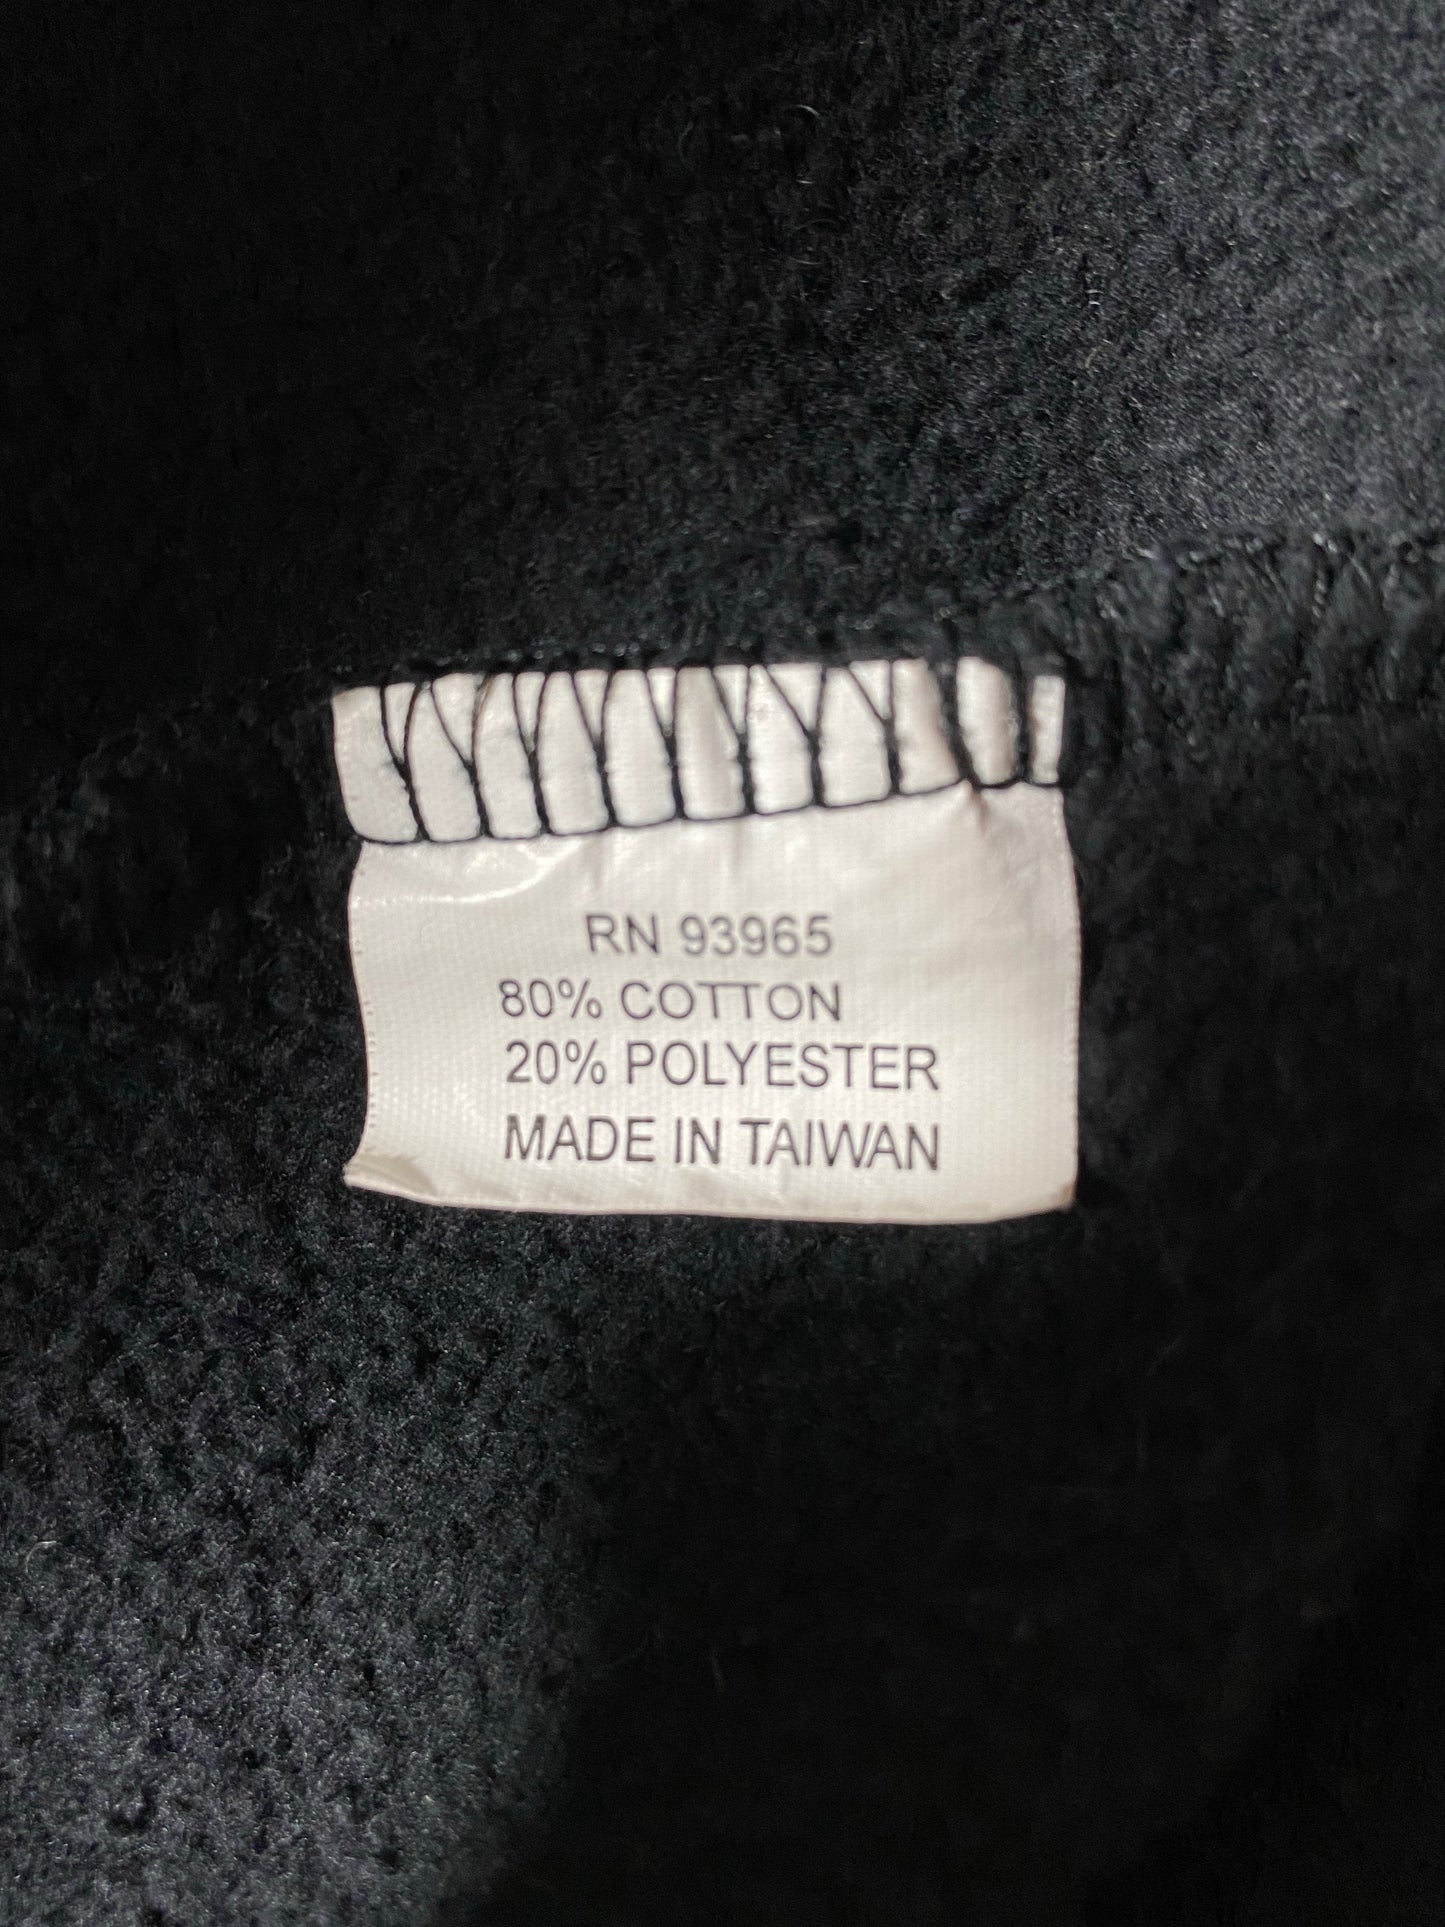 RN 93965
80% COTTON
20% POLYESTER
MADE IN TAIWAN